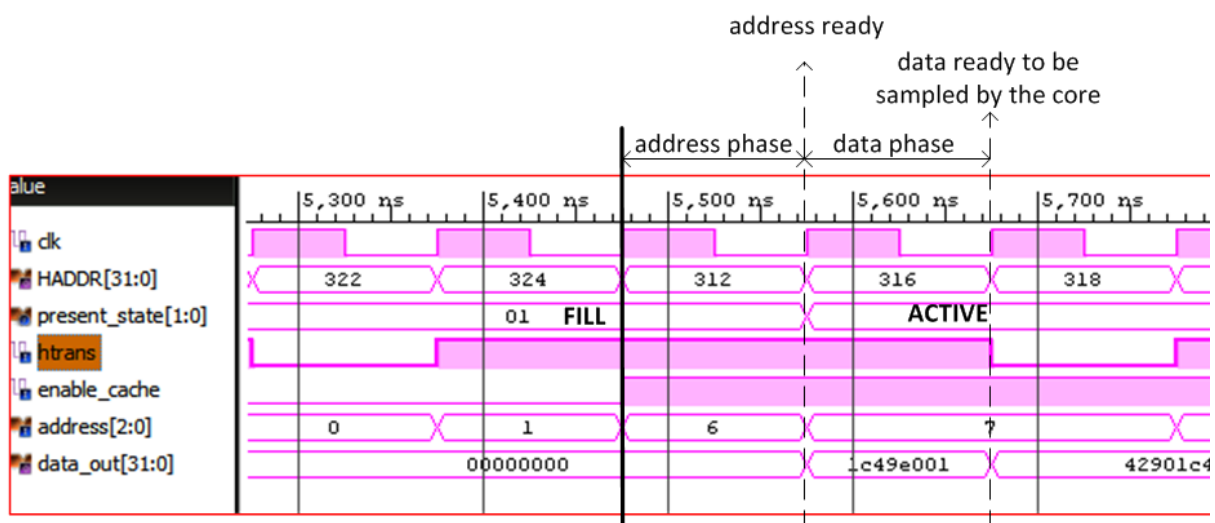 address ready
data ready to be
sampled by the core
address phase
data phase
alue
5,300 ns 5,400 ns 5,500 ns 5,600 ns 5,700 ns
clk
HADDR[31:0] 322 324 312 316 318
present_state[1:0] 01 FILL ACTIVE
htrans
enable_cache
address[2:0] 0 1 6 7
data_out[31:0] 00000000 1c49e001 42901c4